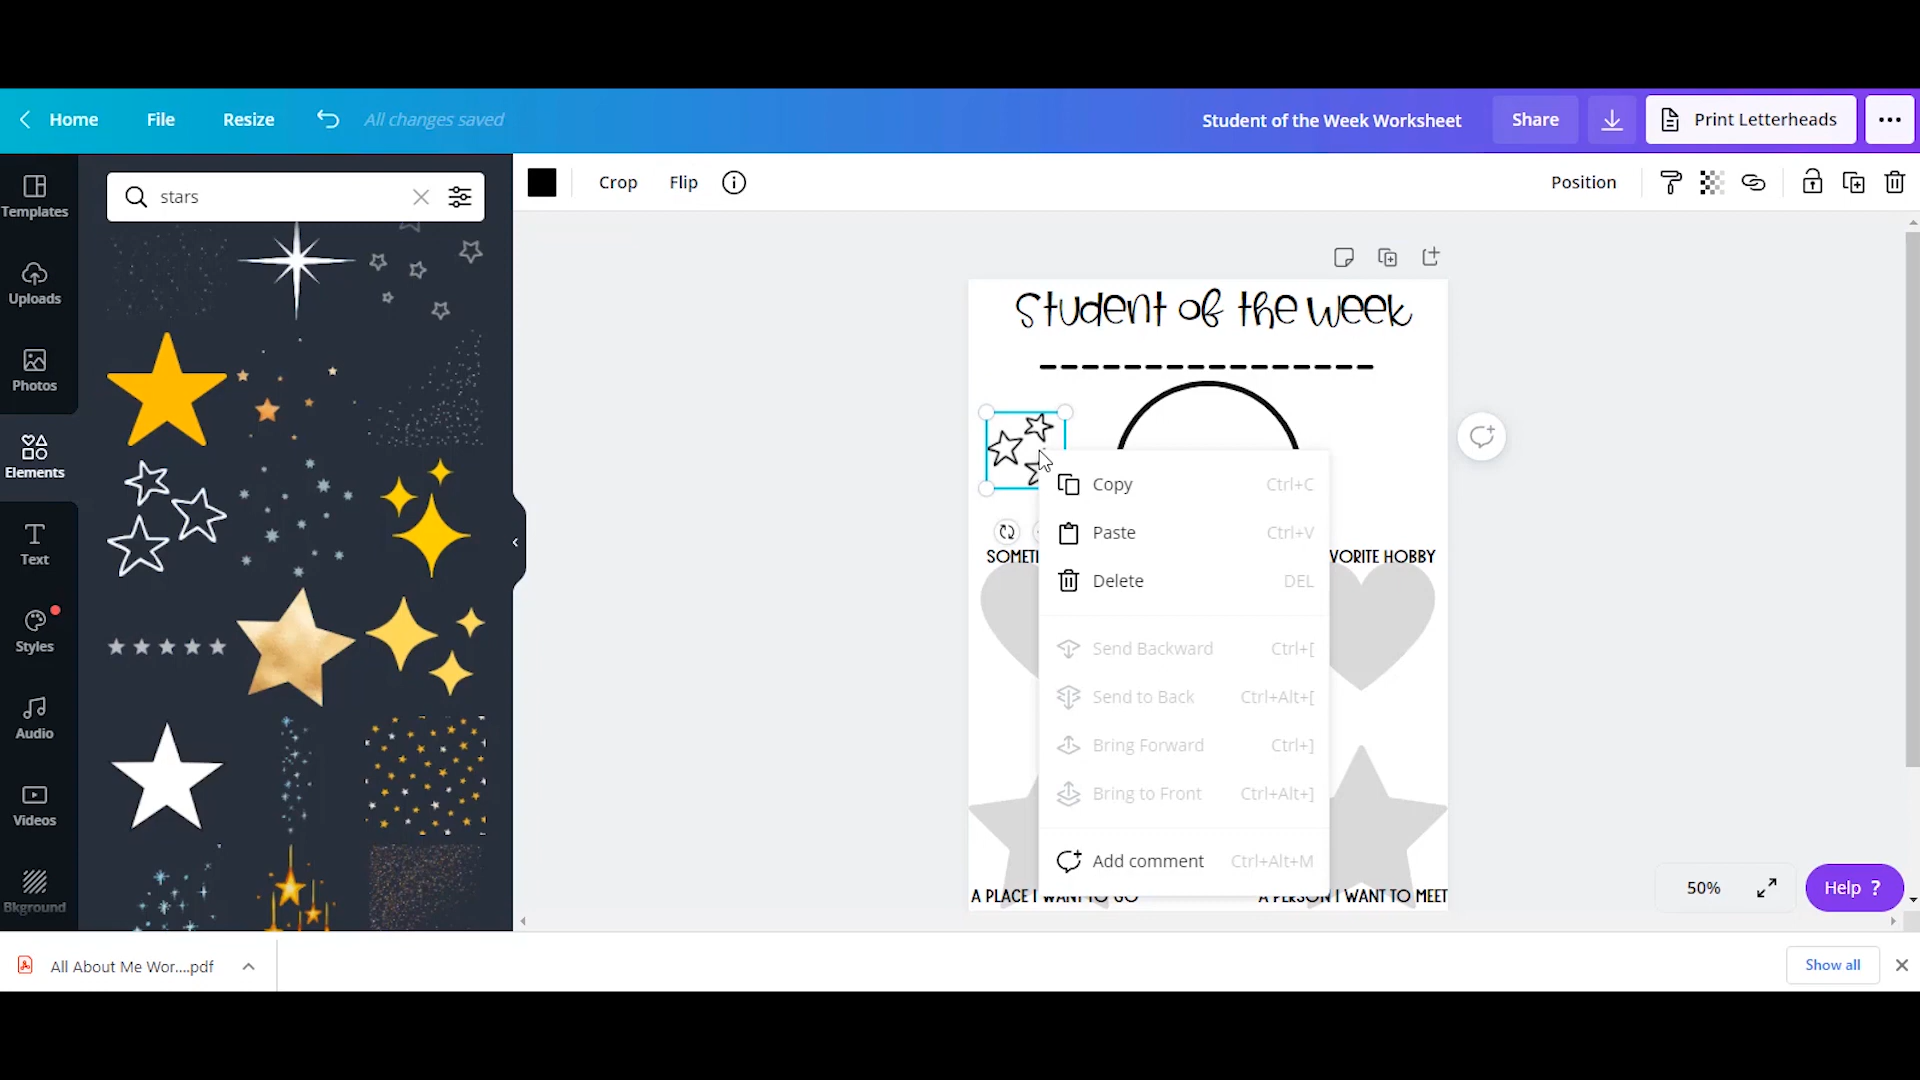 Home File Resize All changes saved Student of the Week Worksheet Share Print Letterheads
stars Crop Flip Position
Templates
Uploads
Photos
Elements
Text
Styles
Audio
Videos
Bkground
Student of the Week
Copy Ctrl+C
Paste Ctrl+V
Delete DEL
Send Backward Ctrl+[
Send to Back Ctrl+Alt+[
Bring Forward Ctrl+]
Bring to Front Ctrl+Alt+]
Add comment Ctrl+Alt+M
HOBBY
A PLACE I WANT TO GO A PERSON I WANT TO MEET
50% Help ?
All About Me Wor....pdf Show all